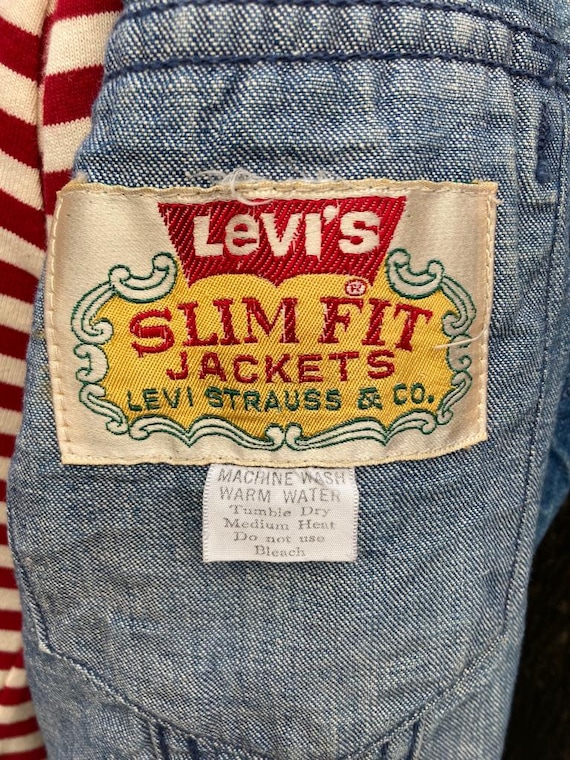 LeVI'S
®
SLIM FIT
JACKETS
LEVI STRAUSS & CO.
MACHINE WASH
WARM WATER
Tumble Dry
Medium Heat
Do not use
Bleach